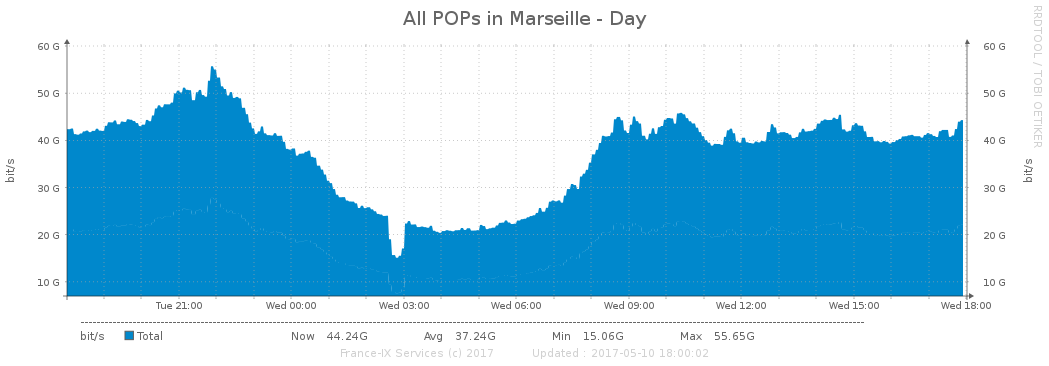 All POPs in Marseille - Day
RRDTOOL / TOBI OETIKER
bit/s
60 G
60 G
50 G
50 G
40 G
40 G
30 G
30 G
20 G
20 G
10 G
10 G
bit/s
Tue 21:00 Wed 00:00 Wed 03:00 Wed 06:00 Wed 09:00 Wed 12:00 Wed 15:00 Wed 18:00
bit/s Total Now 44.24G Avg 37.24G Min 15.06G Max 55.65G
France-IX Services (c) 2017 Updated : 2017-05-10 18:00:02